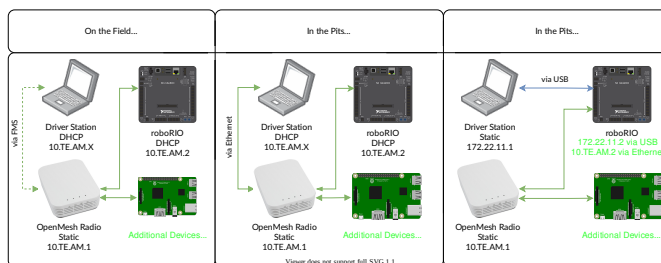 On the Field...
In the Pits...
In the Pits...
via FMS
Driver Station
DHCP
10.TE.AM.X
roboRIO
DHCP
10.TE.AM.2
OpenMesh Radio
Static
10.TE.AM.1
Additional Devices...
via Ethernet
Driver Station
DHCP
10.TE.AM.X
roboRIO
DHCP
10.TE.AM.2
OpenMesh Radio
Static
10.TE.AM.1
Additional Devices...
via USB
Driver Station
Static
172.22.11.1
roboRIO
172.22.11.2 via USB
10.TE.AM.2 via Etherne
OpenMesh Radio
Static
10.TE.AM.1
Additional Devices...
Viewer does not support full SVG 1.1